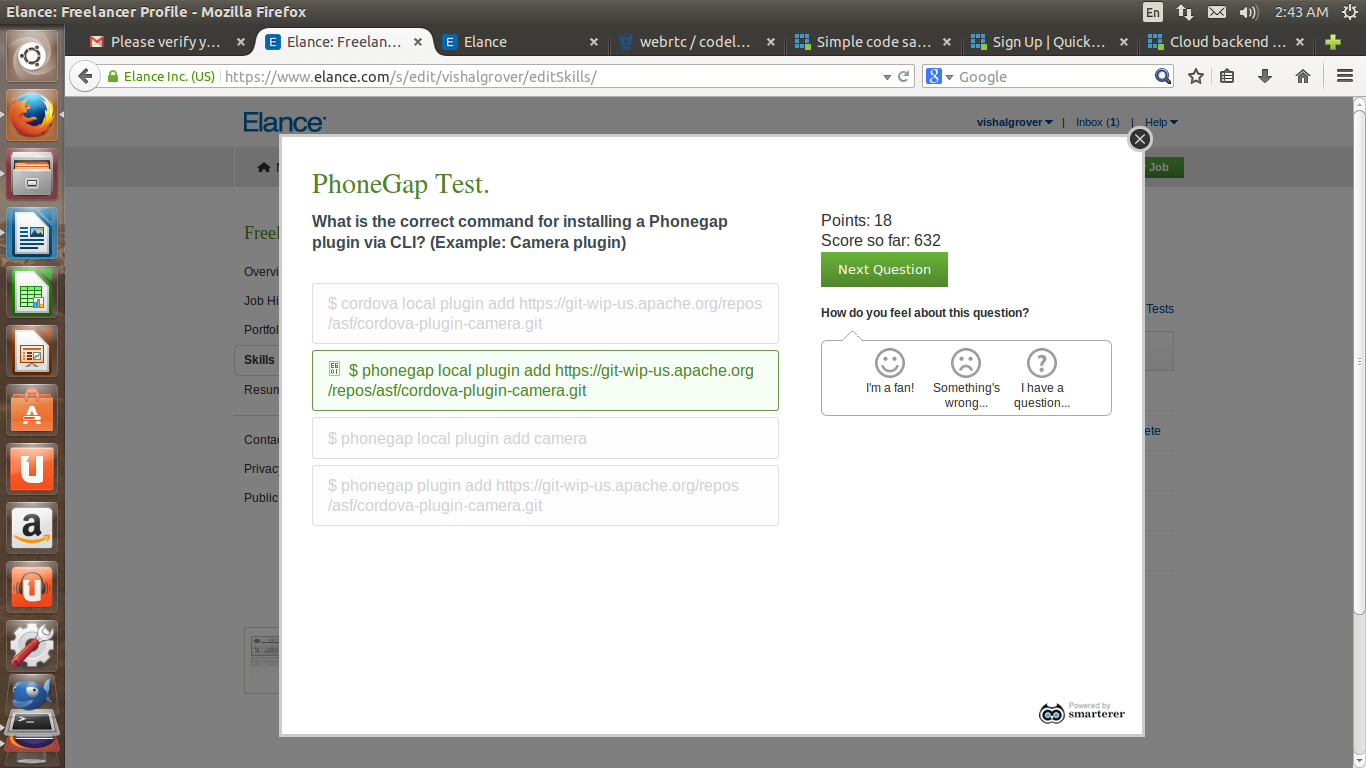 Elance: Freelancer Profile - Mozilla Firefox
En
2:43 AM
Please verify y…
Elance: Freelan…
Elance
webrtc / codel…
Simple code sa…
Sign Up | Quick…
Cloud backend …
Elance Inc. (US)
https://www.elance.com/s/edit/vishalgrover/editSkills/
Google
Elance
vishalgrover | Inbox (1) | Help
Job
PhoneGap Test.
What is the correct command for installing a Phonegap
plugin via CLI? (Example: Camera plugin)
Points: 18
Score so far: 632
Next Question
How do you feel about this question?
I'm a fan!
Something's
wrong...
I have a
question...
$ cordova local plugin add https://git-wip-us.apache.org/repos
/asf/cordova-plugin-camera.git
$ phonegap local plugin add https://git-wip-us.apache.org
/repos/asf/cordova-plugin-camera.git
$ phonegap local plugin add camera
$ phonegap plugin add https://git-wip-us.apache.org/repos
/asf/cordova-plugin-camera.git
Job Hi
Portfol
Skills
Resum
Contac
Privac
Public
Tests
Powered by
smarterer